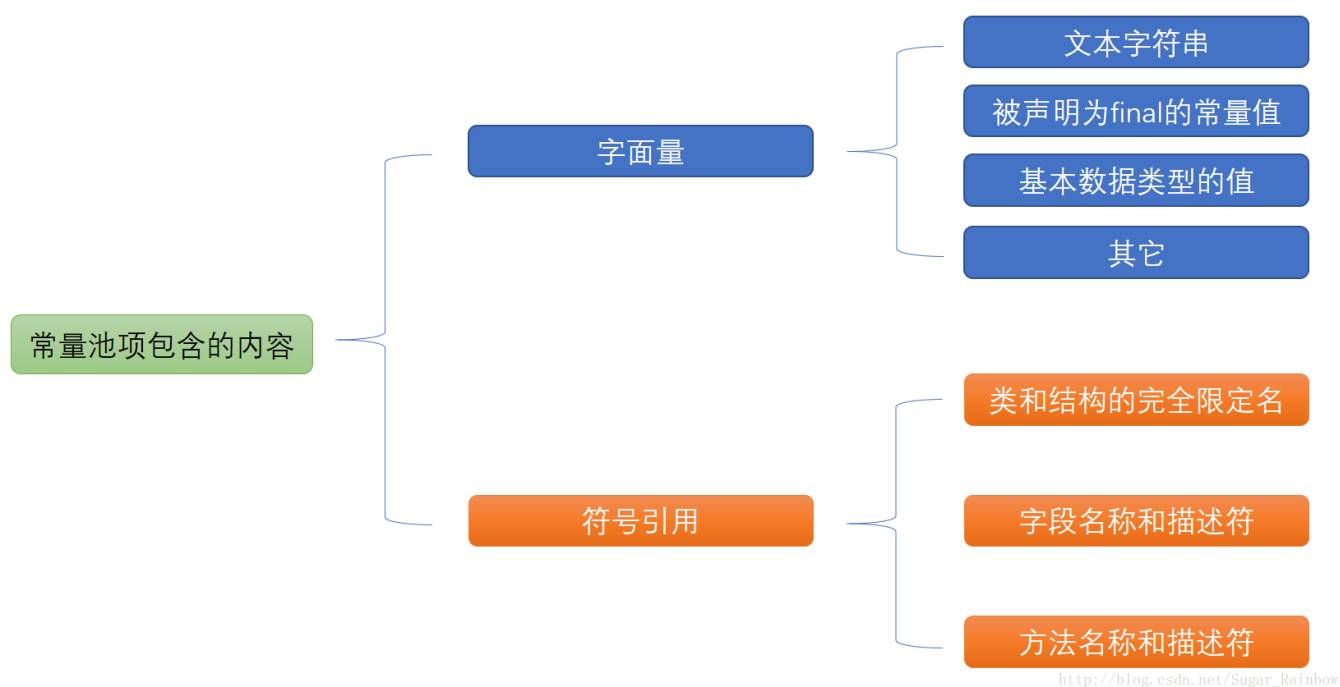 常量池项包含的内容
字面量
文本字符串
被声明为final的常量值
基本数据类型的值
其它
符号引用
类和结构的完全限定名
字段名称和描述符
方法名称和描述符
http://blog.csdn.net/Sugar_Rainbow